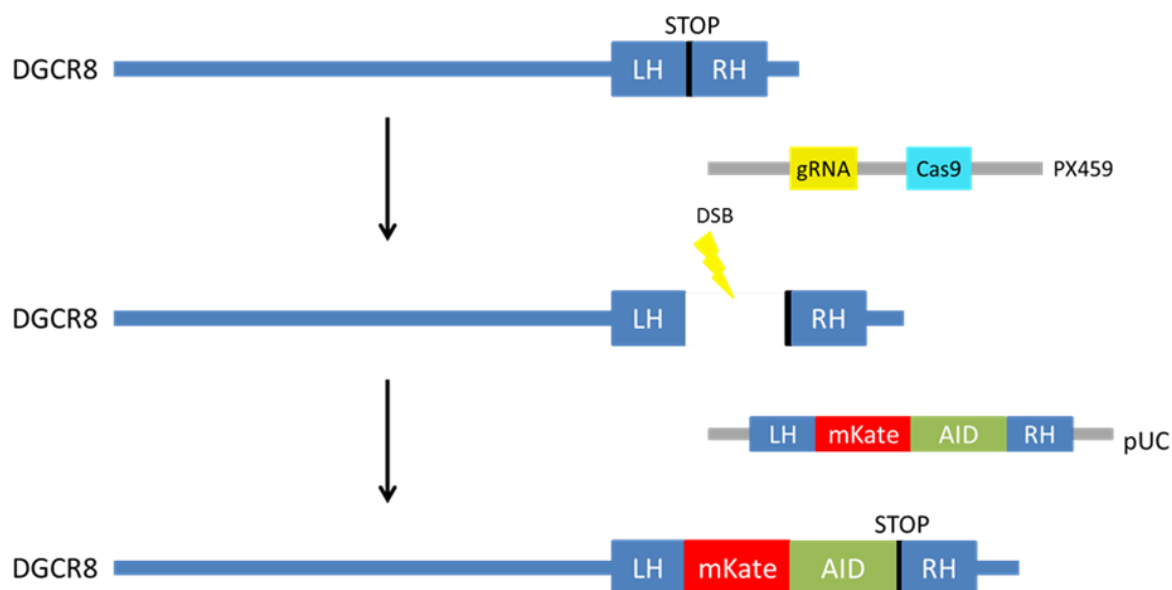 STOP
DGCR8 LH RH
gRNA Cas9 PX459
DSB
DGCR8 LH RH
LH mKate AID RH pUC
STOP
DGCR8 LH mKate AID RH